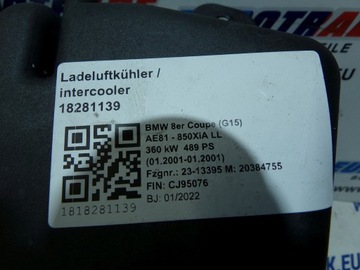 Ladeluftkühler /
intercooler
18281139
BMW 8er Coupe (G15)
AE81 - 850XiA LL
360 kW 489 PS
(01.2001-01.2001)
Fzgnr.: 23-13395 M: 20384755
FIN: CJ95076
BJ: 01/2022
1818281139